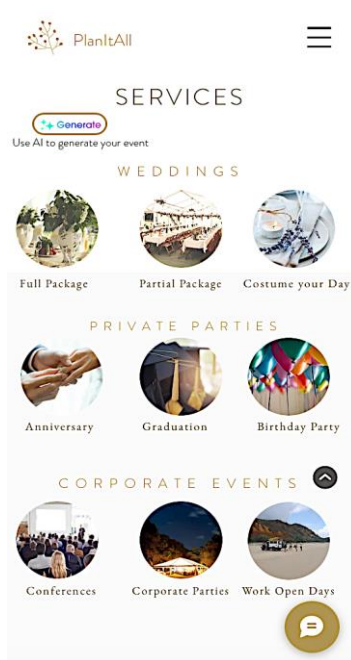 PlanItAll
SERVICES
Generate
Use AI to generate your event
WEDDINGS
Full Package
Partial Package
Costume your Day
PRIVATE PARTIES
Anniversary
Graduation
Birthday Party
CORPORATE EVENTS
Conferences
Corporate Parties
Work Open Days